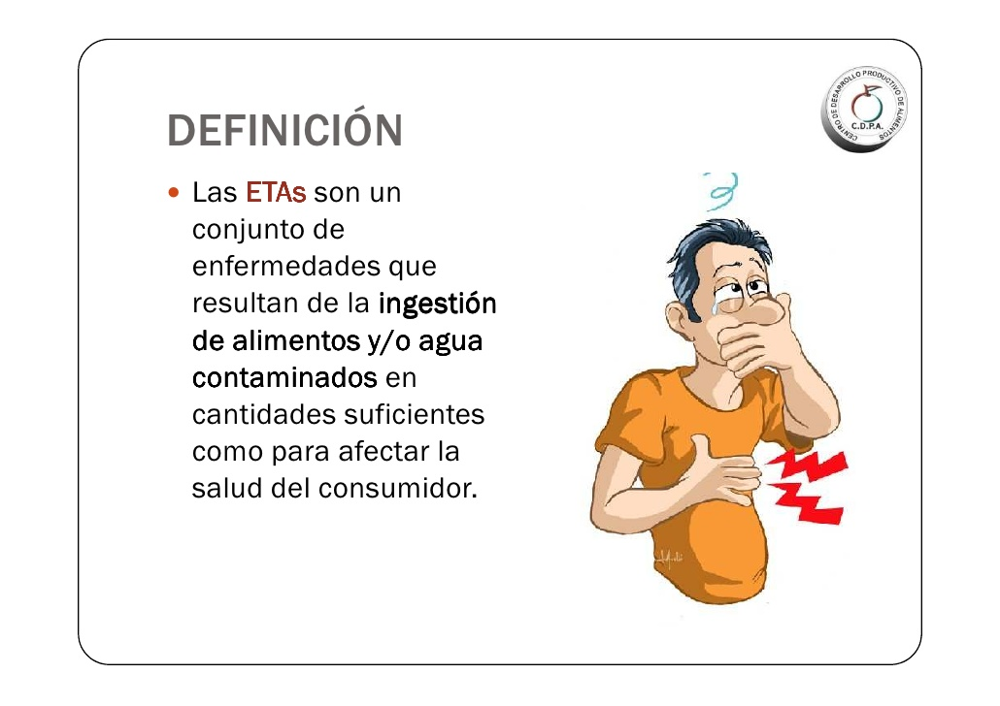 CENTRO DE DESARROLLO PRODUCTIVO DE ALIMENTOS
C.D.P.A.
DEFINICIÓN
• Las ETAs son un
conjunto de
enfermedades que
resultan de la ingestión
de alimentos y/o agua
contaminados en
cantidades suficientes
como para afectar la
salud del consumidor.